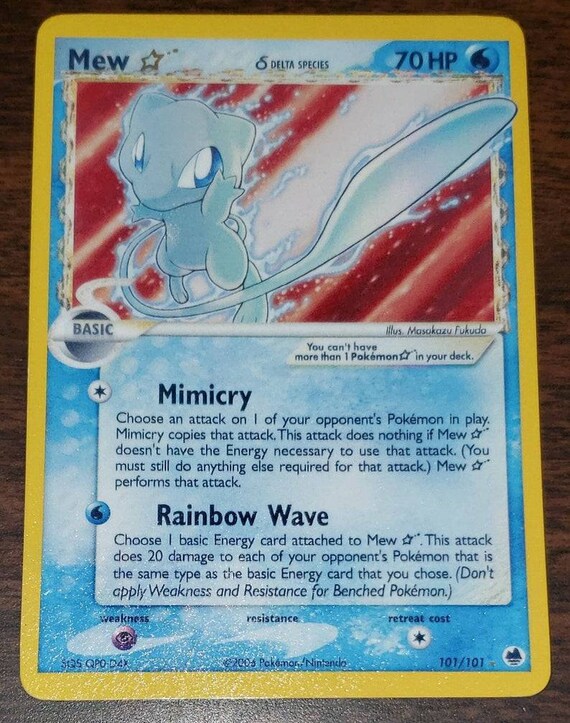 Mew ☆ δ DELTA SPECIES 70 HP
BASIC
Illus. Masakazu Fukuda
You can't have
more than 1 Pokémon ☆ in your deck.
Mimicry
Choose an attack on 1 of your opponent's Pokémon in play.
Mimicry copies that attack. This attack does nothing if Mew ☆
doesn't have the Energy necessary to use that attack. (You
must still do anything else required for that attack.) Mew ☆
performs that attack.
Rainbow Wave
Choose 1 basic Energy card attached to Mew ☆. This attack
does 20 damage to each of your opponent's Pokémon that is
the same type as the basic Energy card that you chose. (Don't
apply Weakness and Resistance for Benched Pokémon.)
weakness resistance retreat cost
©2006 Pokémon/Nintendo 101/101